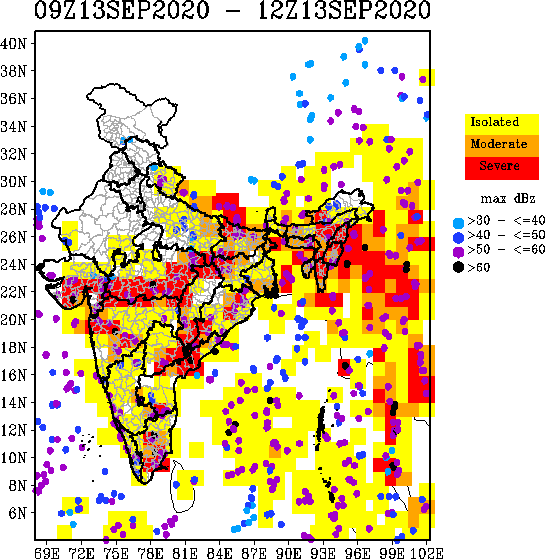 09Z13SEP2020 - 12Z13SEP2020
40N
38N
36N
34N
32N
30N
28N
26N
24N
22N
20N
18N
16N
14N
12N
10N
8N
6N
69E 72E 75E 78E 81E 84E 87E 90E 93E 96E 99E 102E
Isolated
Moderate
Severe
max dBz
>30 - <=40
>40 - <=50
>50 - <=60
>60